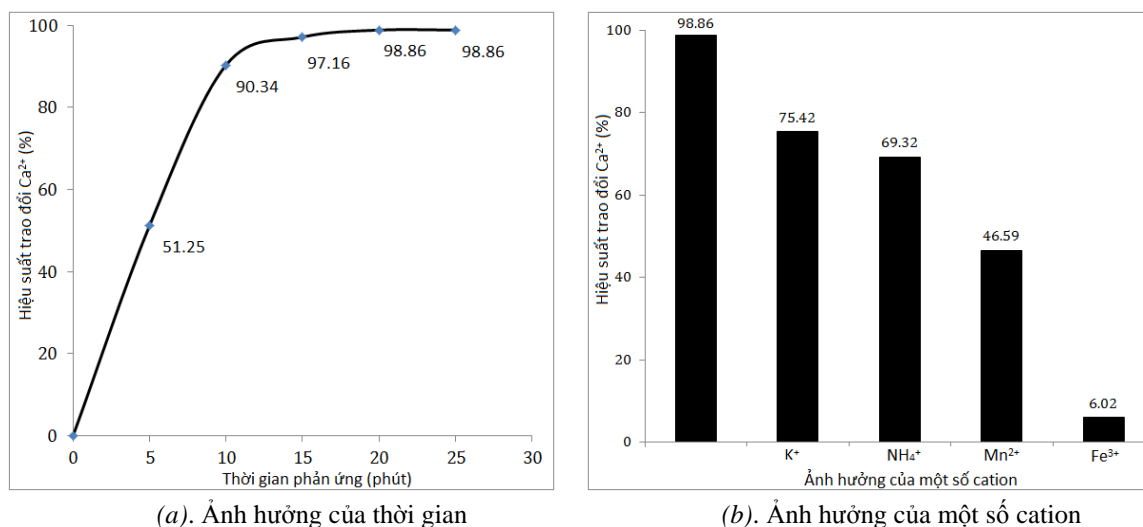 100
80
60
40
20
0
Hiệu suất trao đổi Ca²⁺ (%)
51.25
90.34
97.16
98.86
98.86
0 5 10 15 20 25 30
Thời gian phản ứng (phút)
(a). Ảnh hưởng của thời gian
100
80
60
40
20
0
Hiệu suất trao đổi Ca²⁺ (%)
98.86
75.42
69.32
46.59
6.02
K⁺ NH₄⁺ Mn²⁺ Fe³⁺
Ảnh hưởng của một số cation
(b). Ảnh hưởng của một số cation